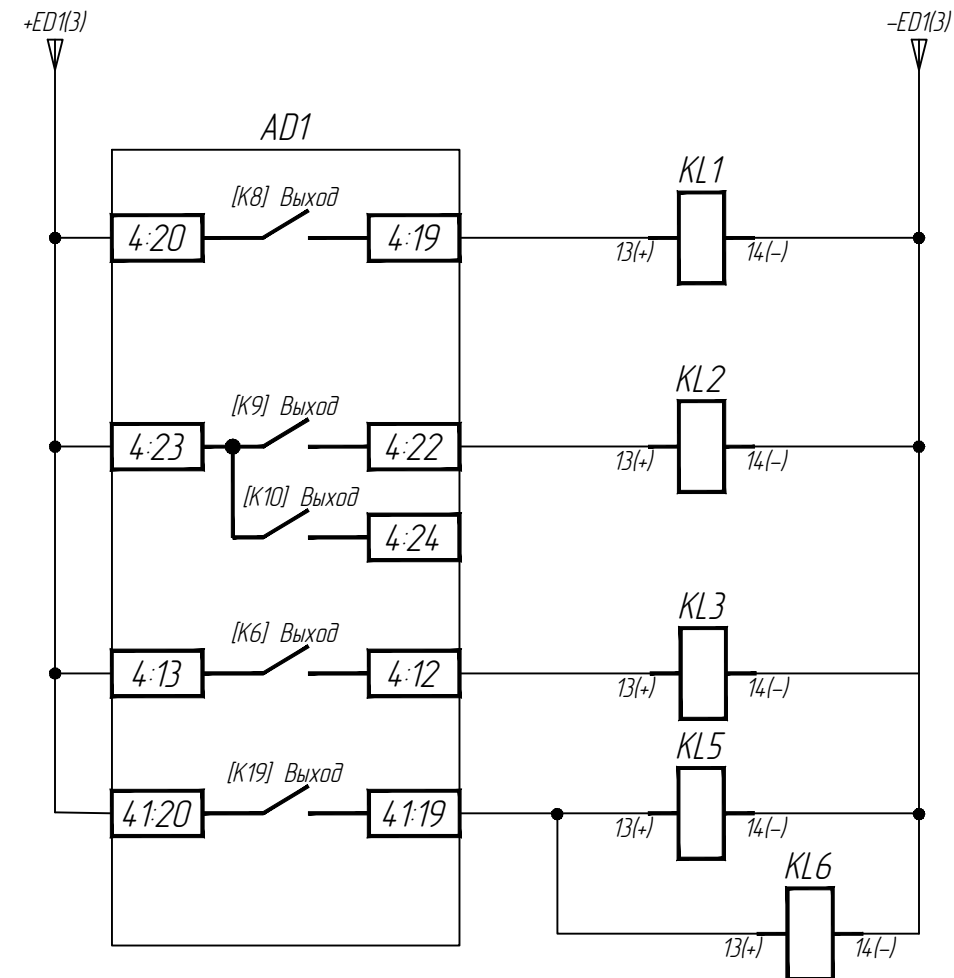 +ED1(3)
–ED1(3)
AD1
[K8] Выход
4:20
4:19
KL1
13(+)
14(–)
[K9] Выход
4:23
4:22
KL2
13(+)
14(–)
[K10] Выход
4:24
[K6] Выход
4:13
4:12
KL3
13(+)
14(–)
[K19] Выход
41:20
41:19
KL5
13(+)
14(–)
KL6
13(+)
14(–)